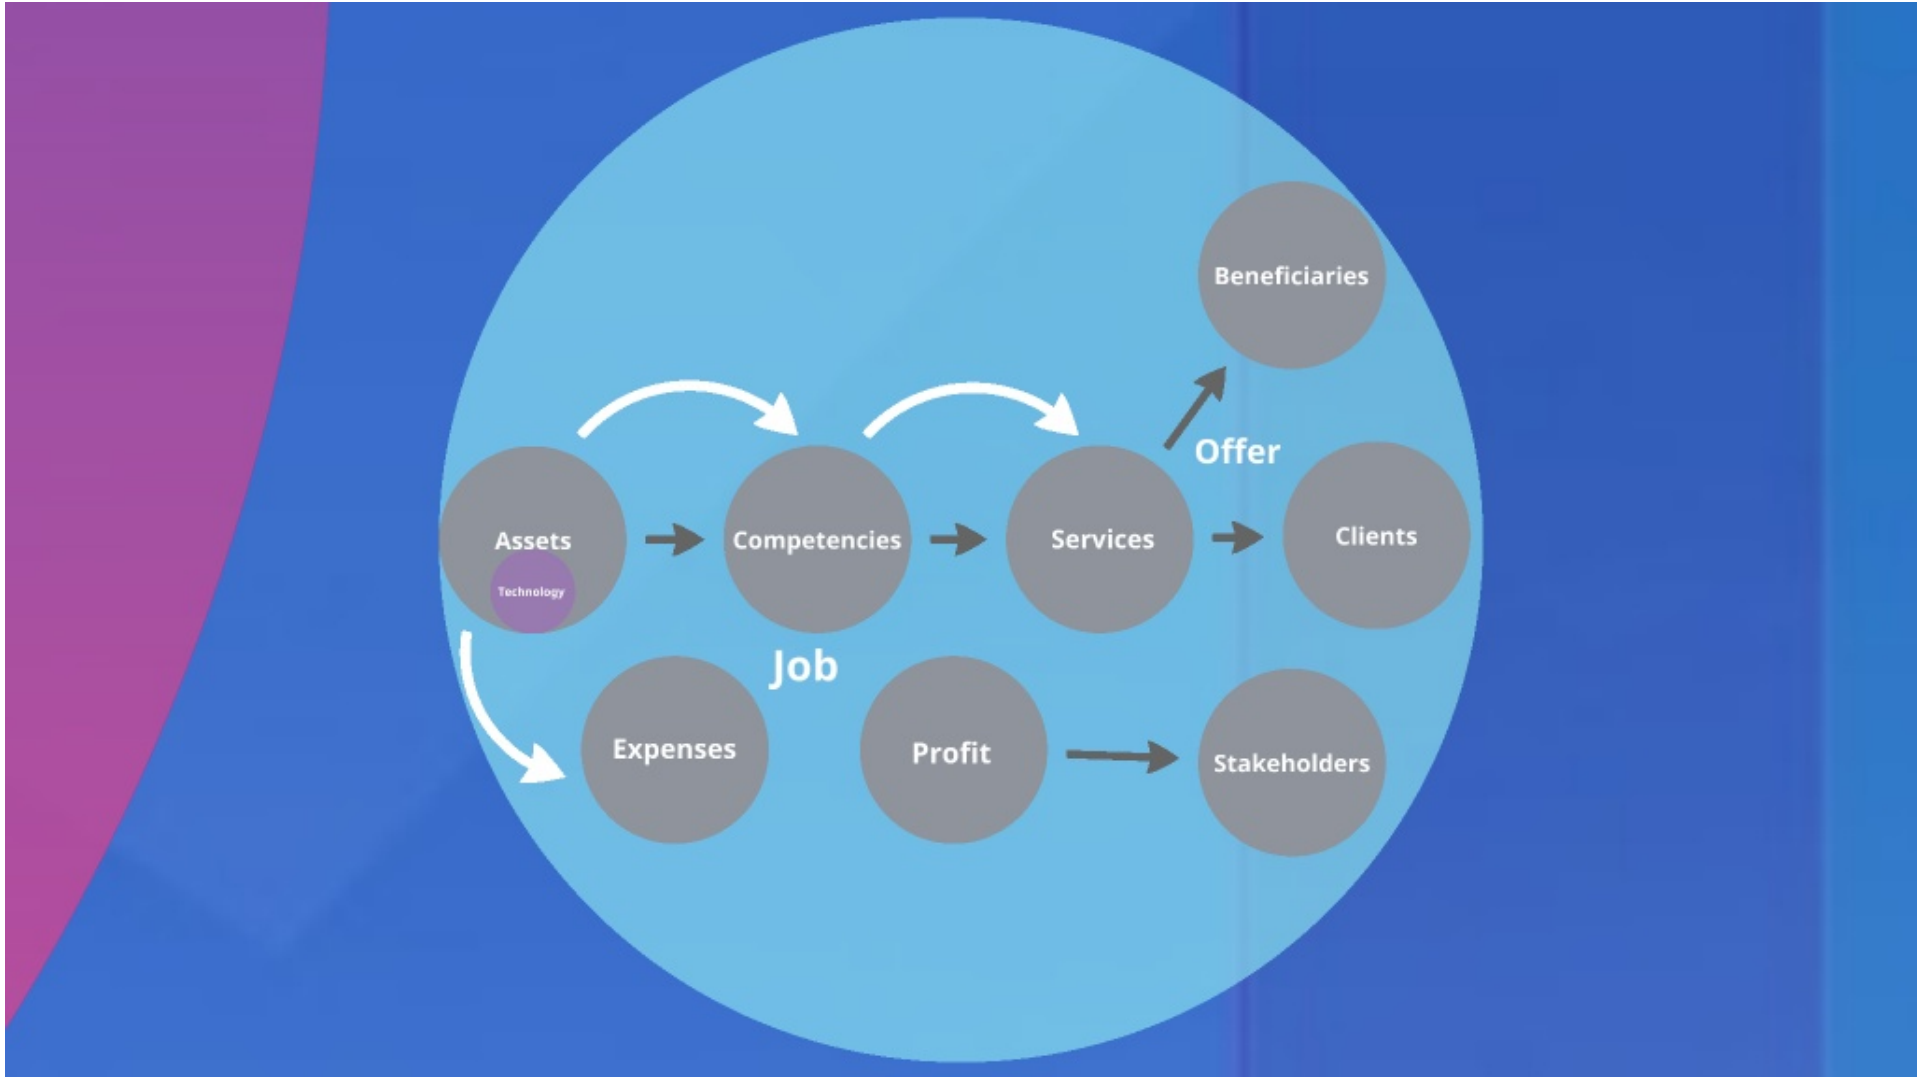 Beneficiaries
Offer
Assets
Technology
Competencies
Services
Clients
Job
Expenses
Profit
Stakeholders